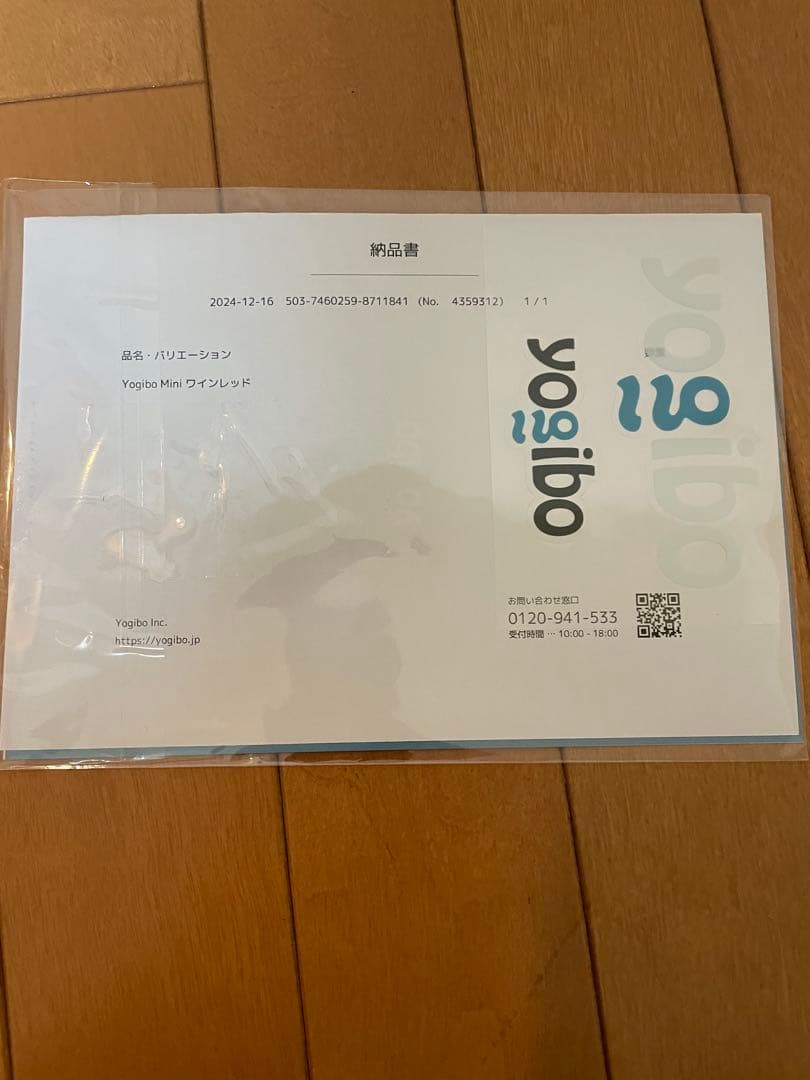 納品書
2024-12-16 503-7460259-8711841 (No. 4359312) 1 / 1
品名・バリエーション
Yogibo Mini ワインレッド
yogibo
yogibo
Yogibo Inc.
https://yogibo.jp
お問い合わせ窓口
0120-941-533
受付時間 … 10:00 - 18:00